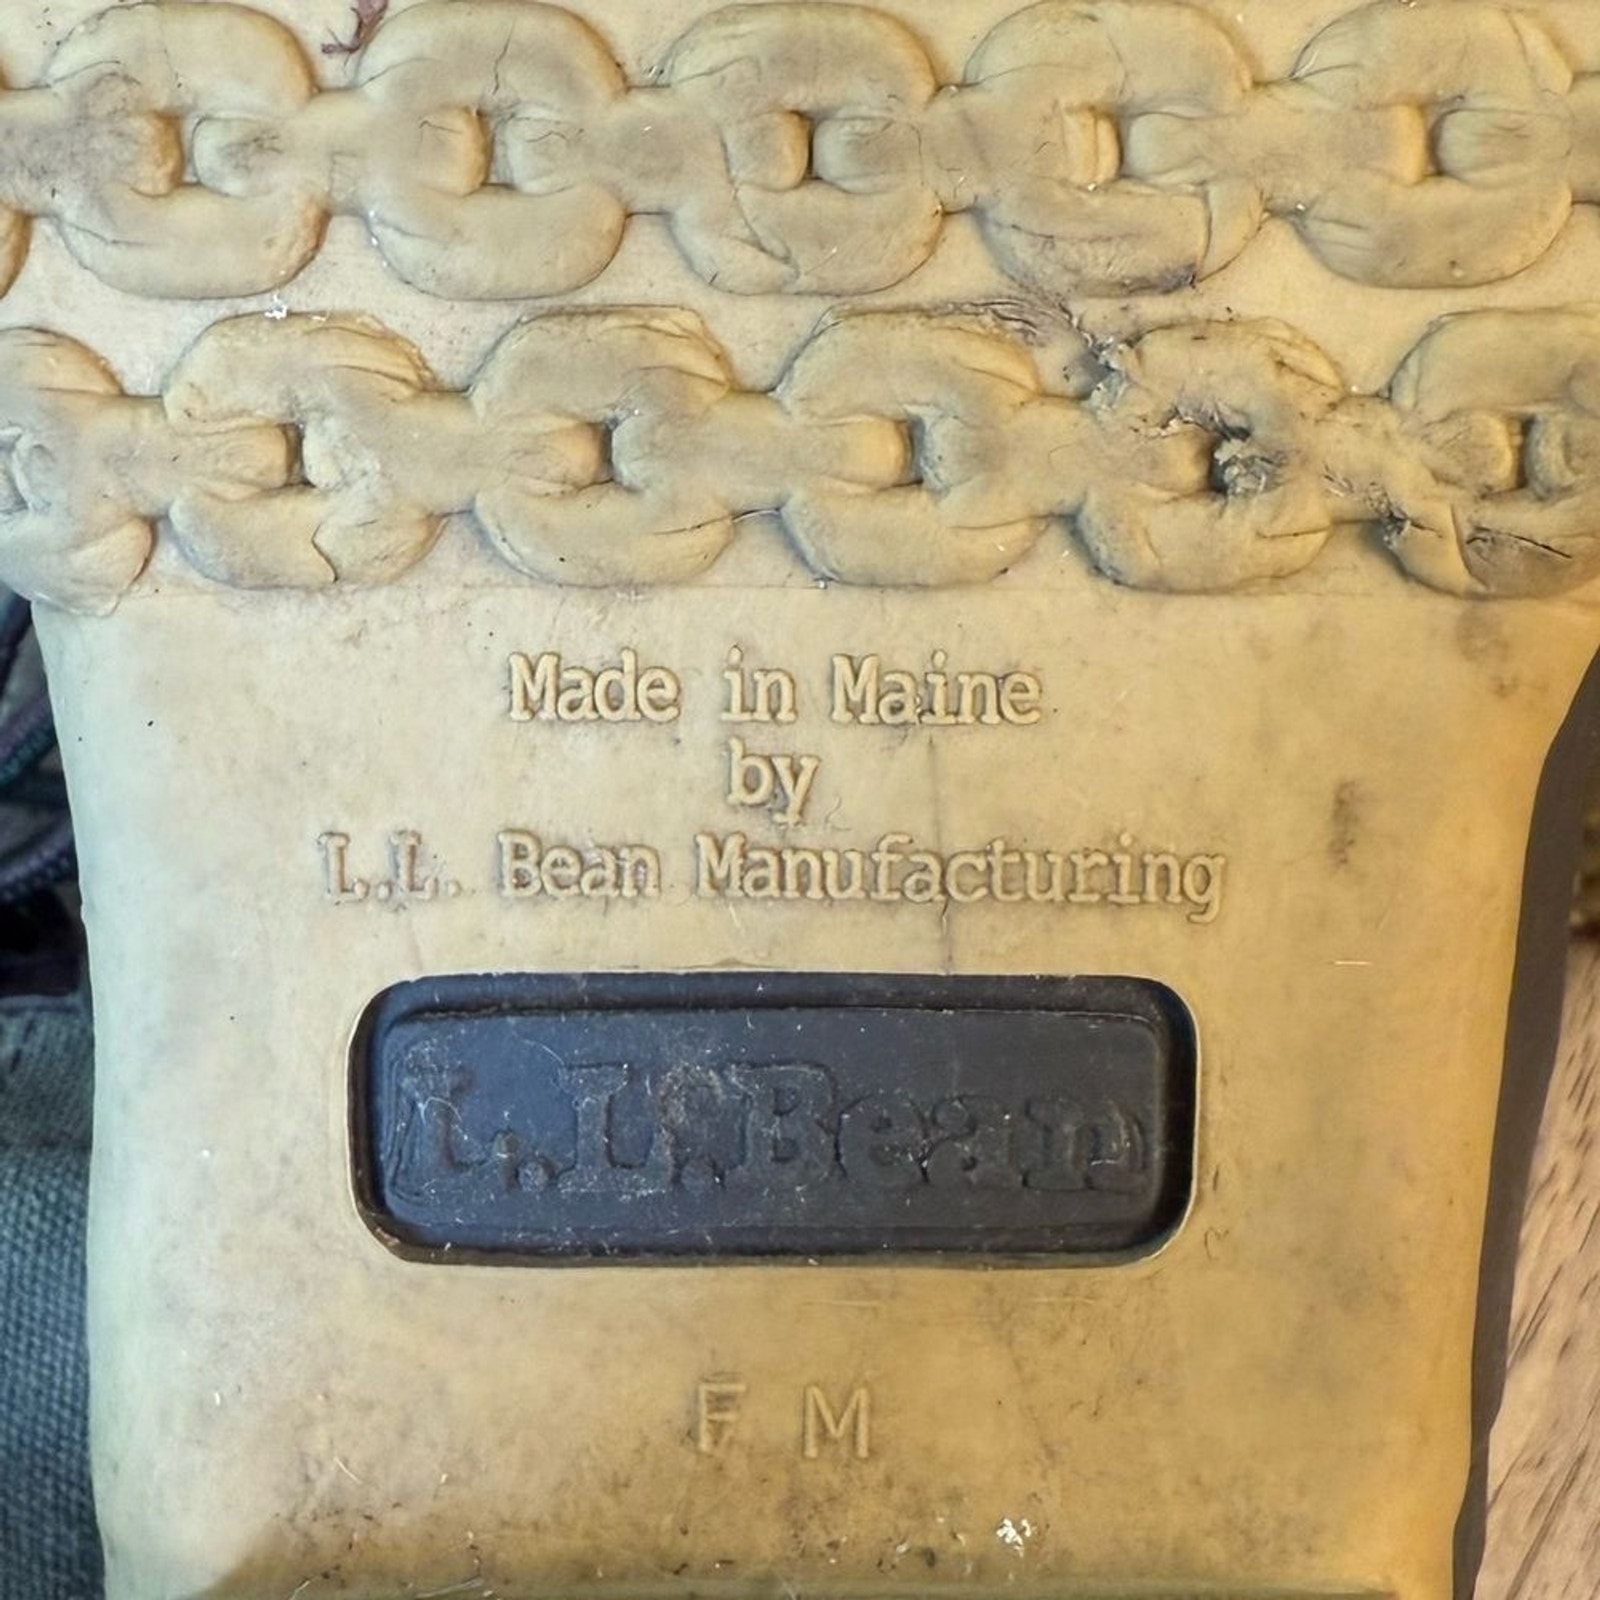 Made in Maine
by
L.L. Bean Manufacturing
L.L.Bean
F M